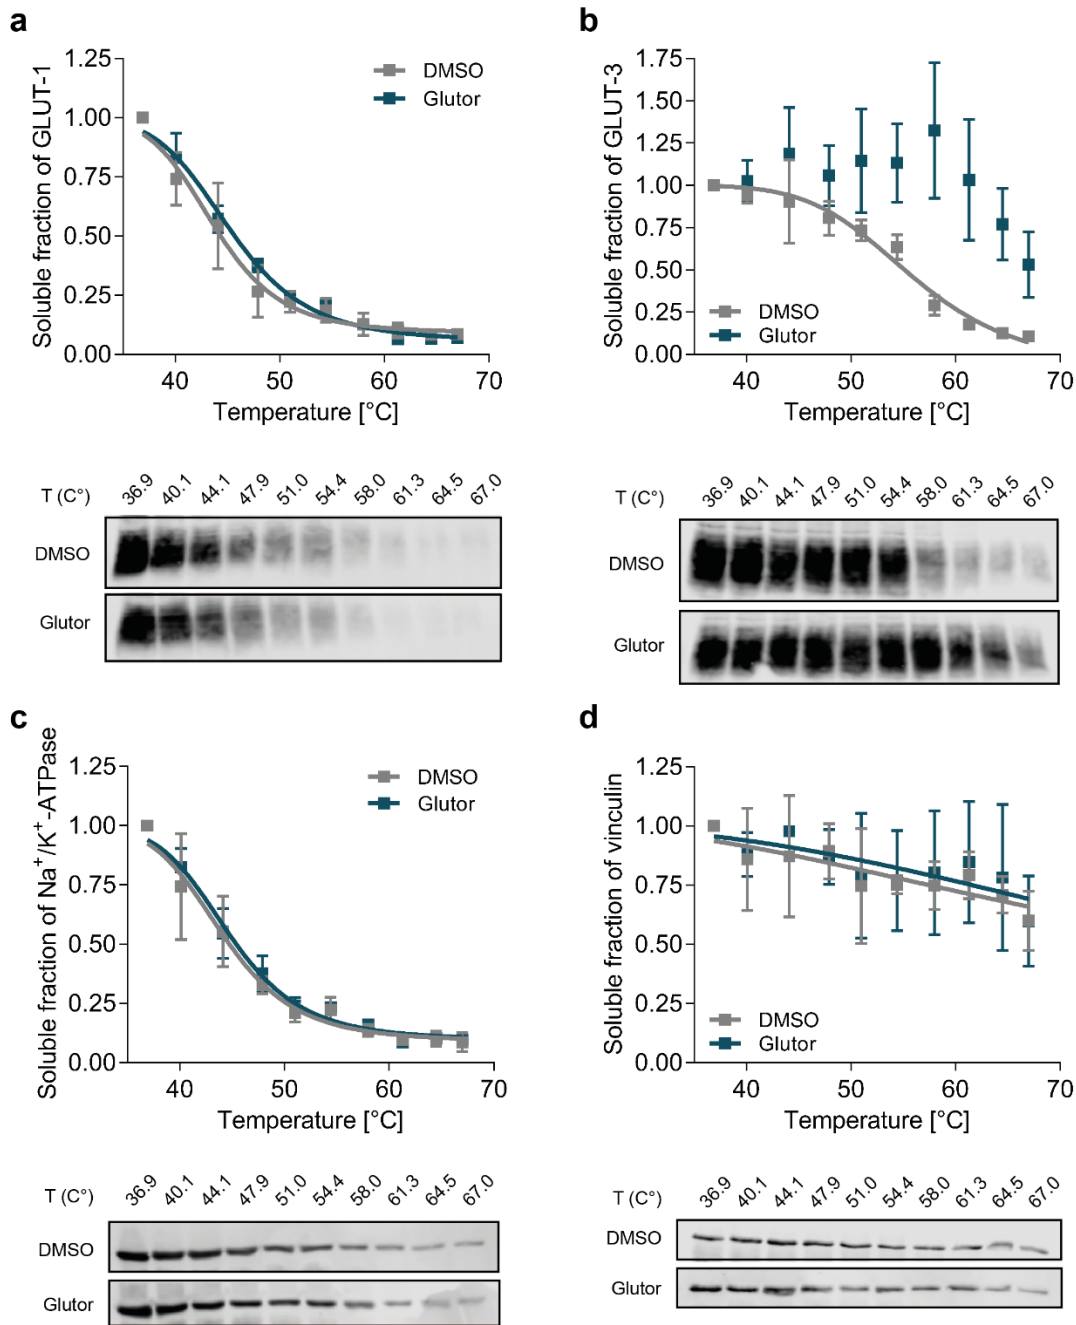 a
Soluble fraction of GLUT-1
1.25
1.00
0.75
0.50
0.25
0.00
DMSO
Glutor
40 50 60 70
Temperature [°C]
T (C°) 36.9 40.1 44.1 47.9 51.0 54.4 58.0 61.3 64.5 67.0
DMSO
Glutor
b
Soluble fraction of GLUT-3
1.75
1.50
1.25
1.00
0.75
0.50
0.25
0.00
DMSO
Glutor
40 50 60 70
Temperature [°C]
T (C°) 36.9 40.1 44.1 47.9 51.0 54.4 58.0 61.3 64.5 67.0
DMSO
Glutor
c
Soluble fraction of Na⁺/K⁺-ATPase
1.25
1.00
0.75
0.50
0.25
0.00
DMSO
Glutor
40 50 60 70
Temperature [°C]
T (C°) 36.9 40.1 44.1 47.9 51.0 54.4 58.0 61.3 64.5 67.0
DMSO
Glutor
d
Soluble fraction of vinculin
1.25
1.00
0.75
0.50
0.25
0.00
DMSO
Glutor
40 50 60 70
Temperature [°C]
T (C°) 36.9 40.1 44.1 47.9 51.0 54.4 58.0 61.3 64.5 67.0
DMSO
Glutor